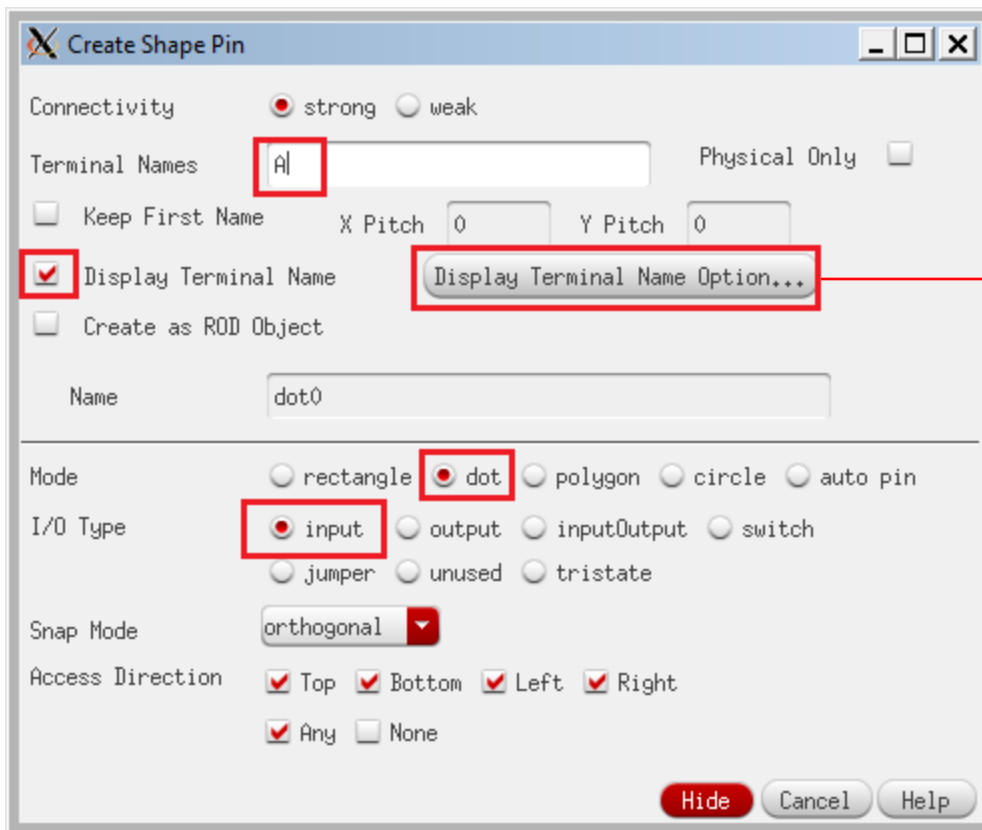 Create Shape Pin
Connectivity strong weak
Terminal Names A Physical Only
Keep First Name X Pitch 0 Y Pitch 0
Display Terminal Name Display Terminal Name Option...
Create as ROD Object
Name dot0
Mode rectangle dot polygon circle auto pin
I/O Type input output inputOutput switch
jumper unused tristate
Snap Mode orthogonal
Access Direction Top Bottom Left Right
Any None
Hide Cancel Help